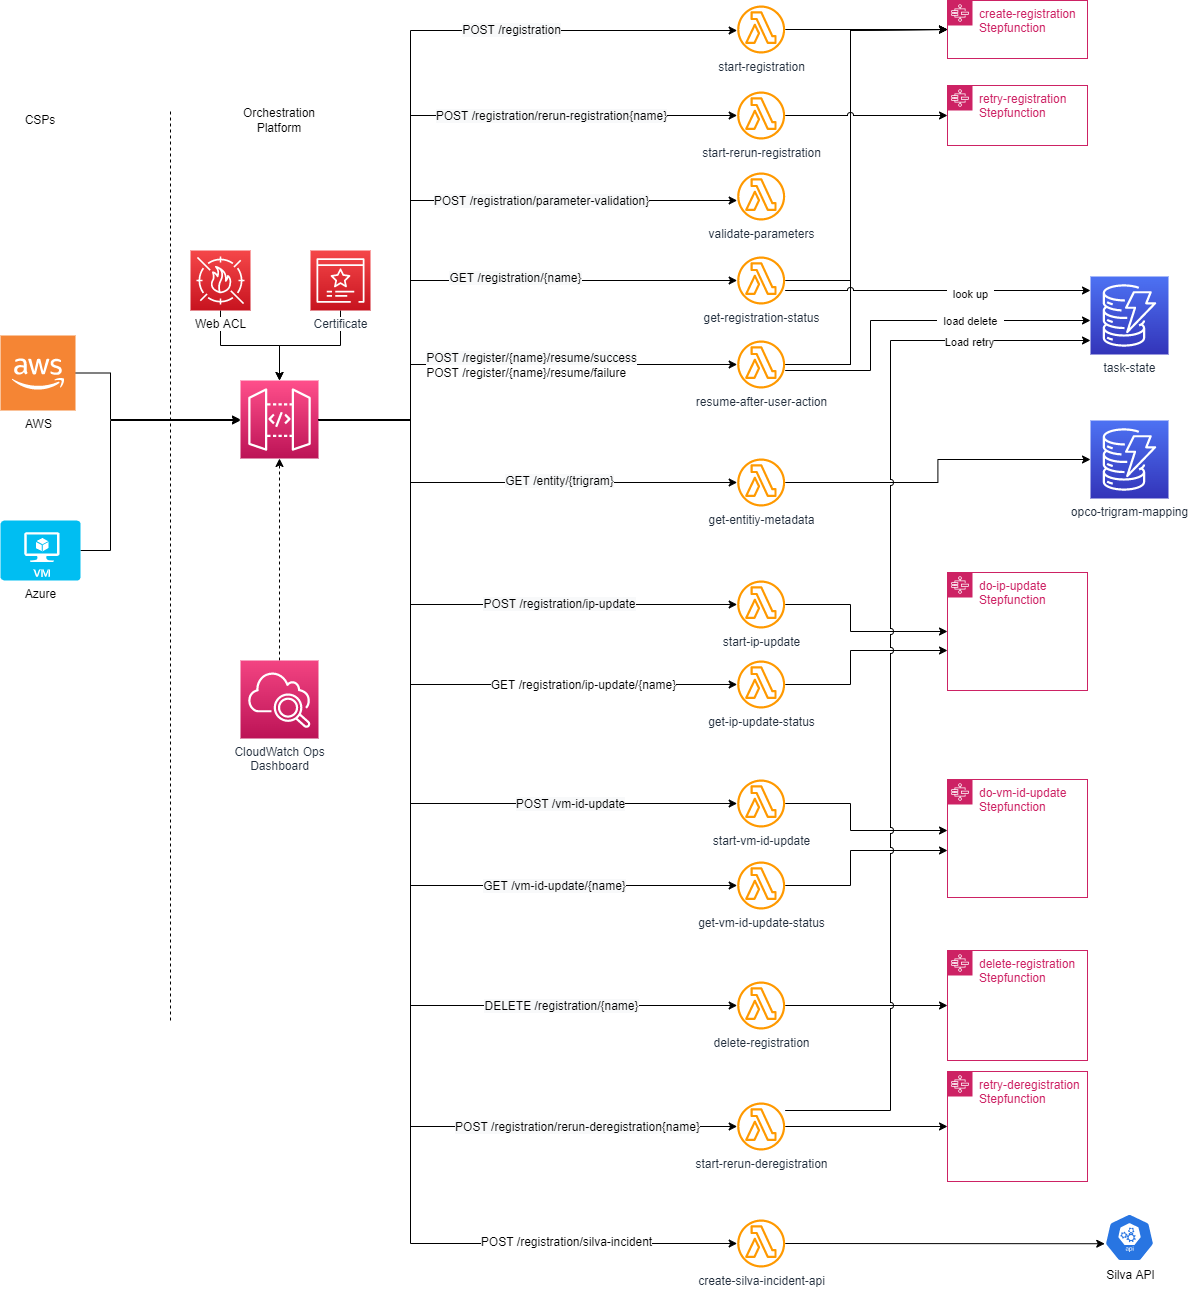 CSPs
Orchestration
Platform
Web ACL
Certificate
aws
AWS
VM
Azure
CloudWatch Ops
Dashboard
POST /registration
start-registration
create-registration
Stepfunction
POST /registration/rerun-registration{name}
start-rerun-registration
retry-registration
Stepfunction
POST /registration/parameter-validation}
validate-parameters
GET /registration/{name}
get-registration-status
look up
load delete
Load retry
task-state
POST /register/{name}/resume/success
POST /register/{name}/resume/failure
resume-after-user-action
GET /entity/{trigram}
get-entitiy-metadata
opco-trigram-mapping
POST /registration/ip-update
start-ip-update
do-ip-update
Stepfunction
GET /registration/ip-update/{name}
get-ip-update-status
POST /vm-id-update
start-vm-id-update
do-vm-id-update
Stepfunction
GET /vm-id-update/{name}
get-vm-id-update-status
DELETE /registration/{name}
delete-registration
delete-registration
Stepfunction
POST /registration/rerun-deregistration{name}
start-rerun-deregistration
retry-deregistration
Stepfunction
POST /registration/silva-incident
create-silva-incident-api
api
Silva API